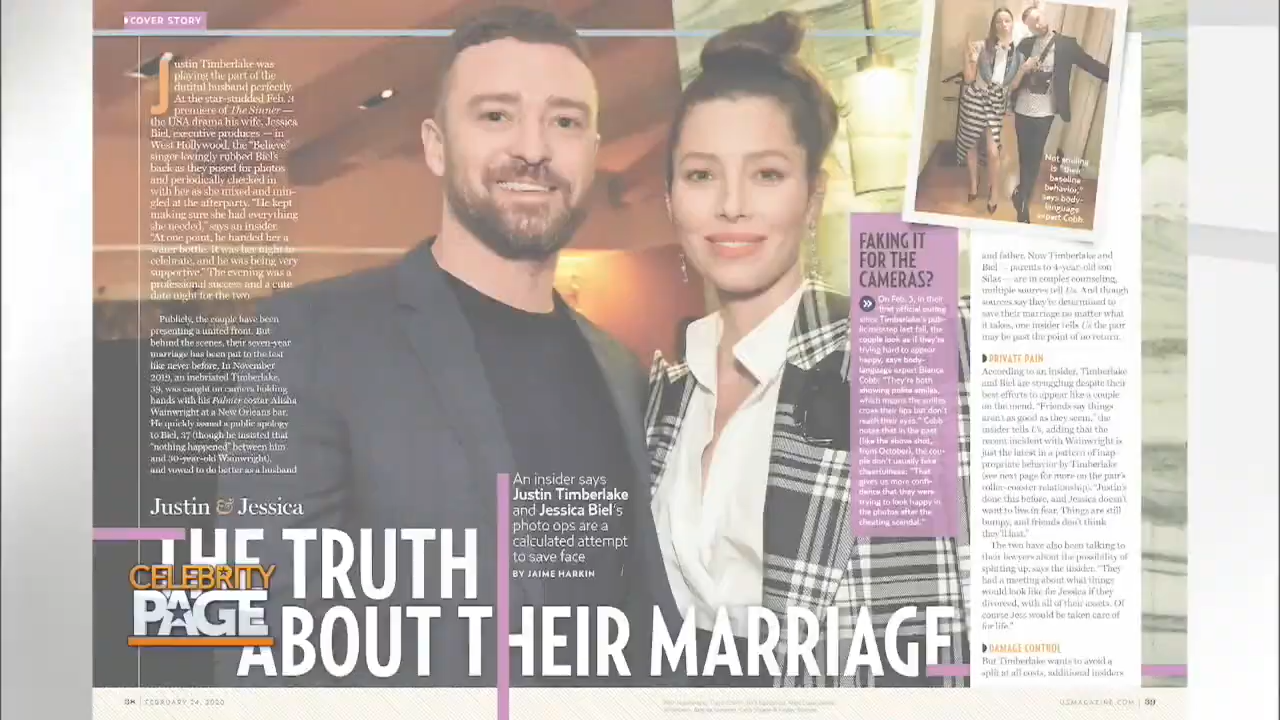 COVER STORY
Justin Timberlake was
playing the part of the
dutiful husband perfectly.
At the star-studded Feb. 3
premiere of The Sinner —
the USA drama his wife, Jessica
Biel, executive produces — in
West Hollywood, the "Believe"
singer lovingly rubbed Biel's
back as they posed for photos
and periodically checked in
with her as she mixed and min-
gled at the afterparty. "He kept
making sure she had everything
she needed," says an insider.
"At one point, he handed her a
water bottle. It was her night to
celebrate, and he was being very
supportive." The evening was a
professional success and a cute
date night for the two.
Publicly, the couple have been
presenting a united front. But
behind the scenes, their seven-year
marriage has been put to the test
like never before. In November
2019, an inebriated Timberlake,
39, was caught on camera holding
hands with his Palmer costar Alisha
Wainwright at a New Orleans bar.
He quickly issued a public apology
to Biel, 37 (though he insisted that
"nothing happened" between him
and 30-year-old Wainwright),
and vowed to do better as a husband
Justin & Jessica
THE TRUTH
ABOUT THEIR MARRIAGE
An insider says
Justin Timberlake
and Jessica Biel's
photo ops are a
calculated attempt
to save face
BY JAIME HARKIN
CELEBRITY
PAGE
Not smiling
is "their
baseline
behavior,"
says body-
language
expert Cobb.
FAKING IT
FOR THE
CAMERAS?
On Feb. 3, in their
first official outing
since Timberlake's pub-
lic misstep last fall, the
couple look as if they're
trying hard to appear
happy, says body-
language expert Bianca
Cobb: "They're both
showing polite smiles,
which means the smiles
cross their lips but don't
reach their eyes." Cobb
notes that in the past
(like the above shot,
from October), the cou-
ple don't usually fake
cheerfulness: "That
gives us more confi-
dence that they were
trying to look happy in
the photos after the
cheating scandal."
and father. Now Timberlake and
Biel — parents to 4-year-old son
Silas — are in couples counseling,
multiple sources tell Us. And though
sources say they're determined to
save their marriage no matter what
it takes, one insider tells Us the pair
may be past the point of no return.
PRIVATE PAIN
According to an insider, Timberlake
and Biel are struggling despite their
best efforts to appear like a couple
on the mend. "Friends say things
aren't as good as they seem," the
insider tells Us, adding that the
recent incident with Wainwright is
just the latest in a pattern of inap-
propriate behavior by Timberlake
(see next page for more on the pair's
roller-coaster relationship). "Justin's
done this before, and Jessica doesn't
want to live in fear. Things are still
bumpy, and friends don't think
they'll last."
The two have also been talking to
their lawyers about the possibility of
splitting up, says the insider. "They
had a meeting about what things
would look like for Jessica if they
divorced, with all of their assets. Of
course Jess would be taken care of
for life."
DAMAGE CONTROL
But Timberlake wants to avoid a
split at all costs, additional insiders
38 | FEBRUARY 24, 2020
USMAGAZINE.COM | 39